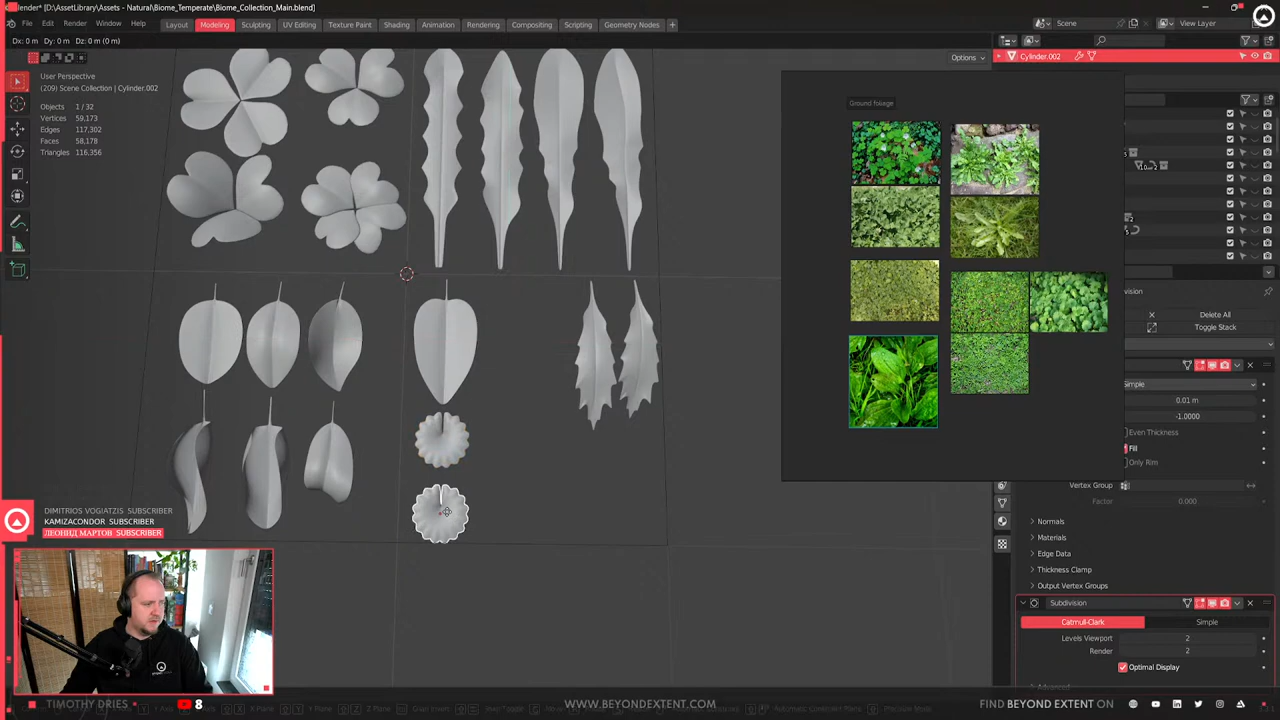 Blender* [D:\AssetLibrary\Assets - Natural\Biome_Temperate\Biome_Collection_Main.blend]
File Edit Render Window Help
Layout Modeling Sculpting UV Editing Texture Paint Shading Animation Rendering Compositing Scripting Geometry Nodes +
Scene
View Layer
Dx: 0 m Dy: 0 m Dz: 0 m (0 m)
Options
Cylinder.002
User Perspective
(209) Scene Collection | Cylinder.002
Objects 1 / 32
Vertices 59,173
Edges 117,302
Faces 58,178
Triangles 116,356
Ground foliage
Delete All
Toggle Stack
Simple
0.01 m
-1.0000
Even Thickness
Fill
Only Rim
Vertex Group
Factor 0.000
Normals
Materials
Edge Data
Thickness Clamp
Output Vertex Groups
Subdivision
Catmull-Clark Simple
Levels Viewport 2
Render 2
Optimal Display
DIMITRIOS VOGIATZIS SUBSCRIBER
KAMIZACONDOR SUBSCRIBER
ЛЕОНИД МАРТОВ SUBSCRIBER
TIMOTHY DRIES 8 WWW.BEYONDEXTENT.COM FIND BEYOND EXTENT ON